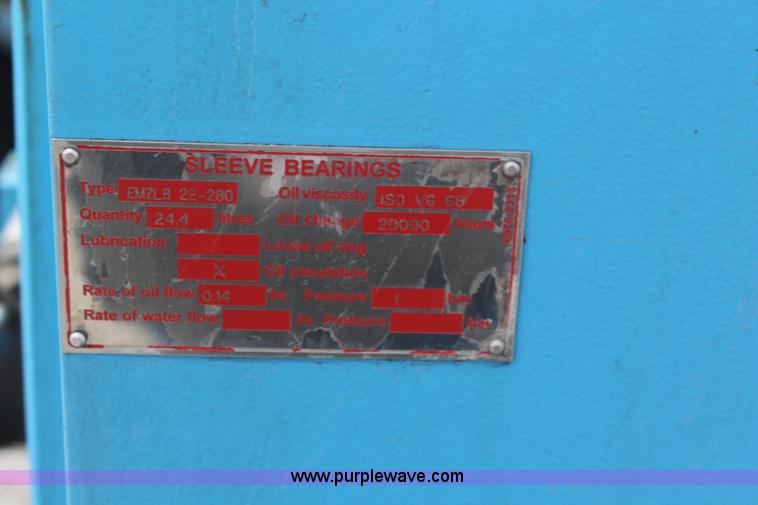 SLEEVE BEARINGS
Type EMZLB 22-280 Oil viscosity ISO VG 68
Quantity 24.4 litres Oil change 20000 hours
Lubrication Loose oil ring
X Oil circulation
Rate of oil flow 0.14 l/s Pressure 1 bar
Rate of water flow l/s Pressure bar
www.purplewave.com